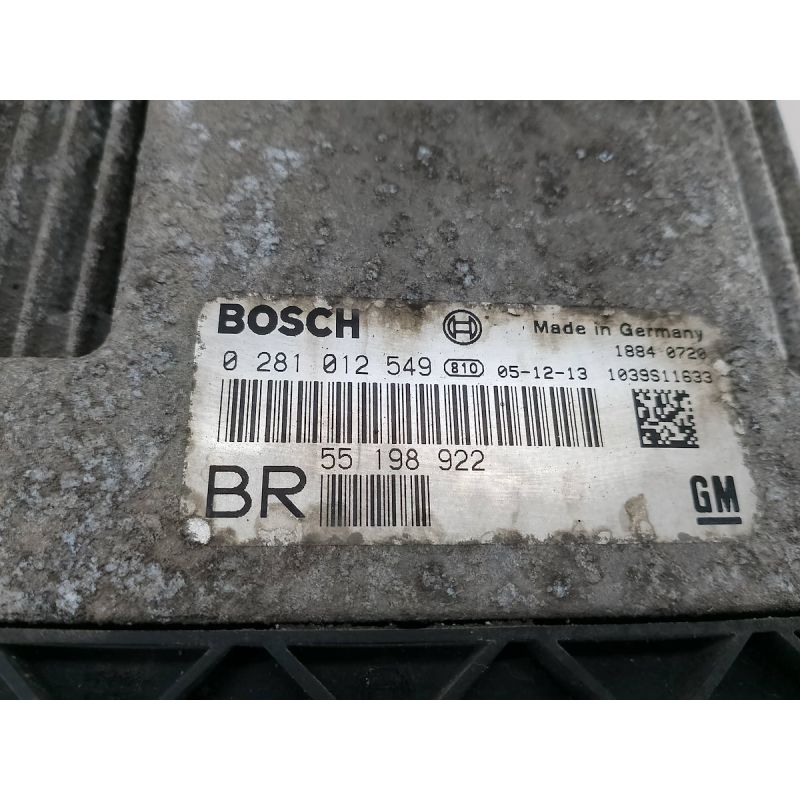 BOSCH Made in Germany
1884 0720
0 281 012 549 810 05-12-13 1039S11633
55 198 922
BR GM